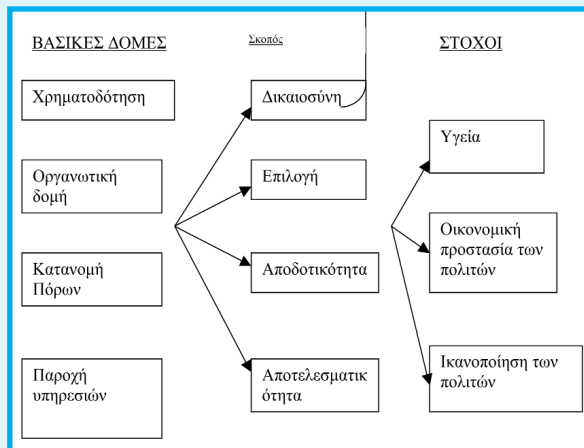 ΒΑΣΙΚΕΣ ΔΟΜΕΣ
Χρηματοδότηση
Οργανωτική
δομή
Κατανομή
Πόρων
Παροχή
υπηρεσιών
Σκοπός
Δικαιοσύνη
Επιλογή
Αποδοτικότητα
Αποτελεσματικ
ότητα
ΣΤΟΧΟΙ
Υγεία
Οικονομική
προστασία των
πολιτών
Ικανοποίηση των
πολιτών